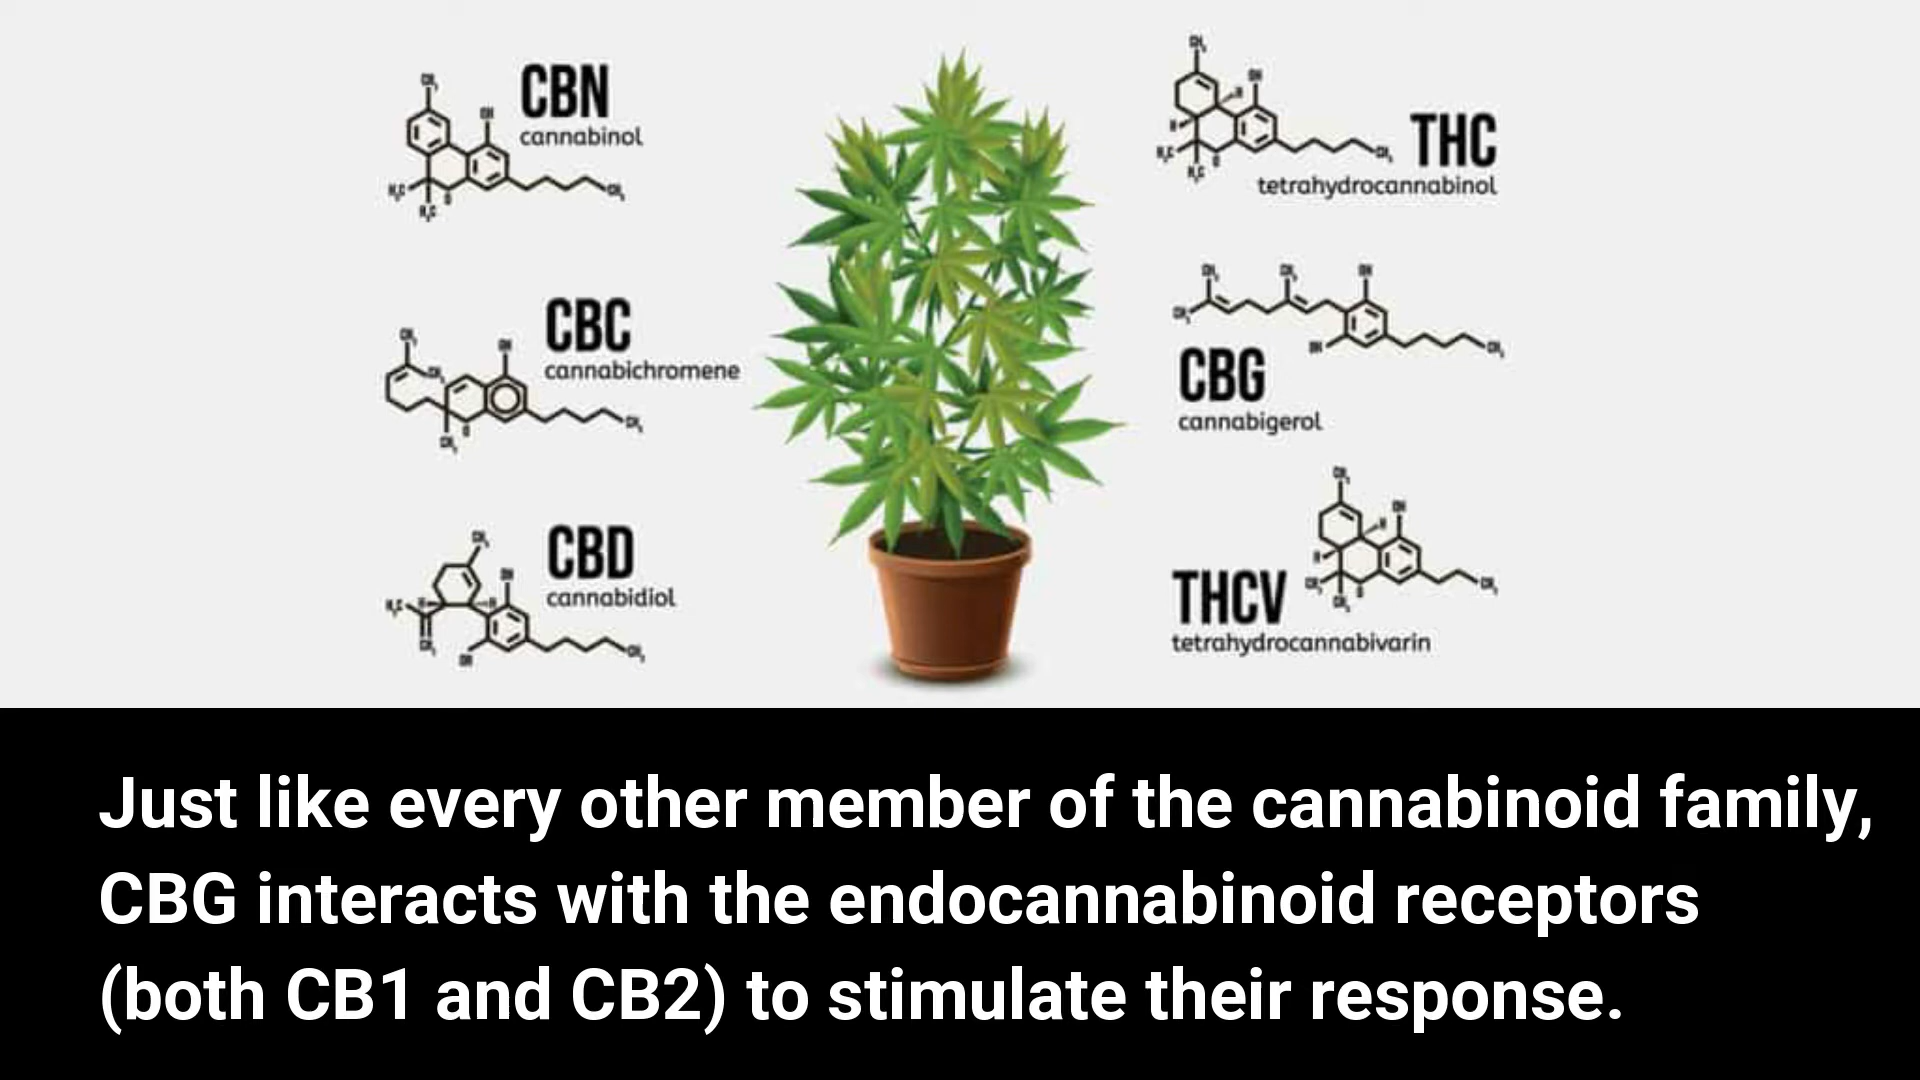 CBN
cannabinol
CBC
cannabichromene
CBD
cannabidiol
THC
tetrahydrocannabinol
CBG
cannabigerol
THCV
tetrahydrocannabivarin
Just like every other member of the cannabinoid family,
CBG interacts with the endocannabinoid receptors
(both CB1 and CB2) to stimulate their response.